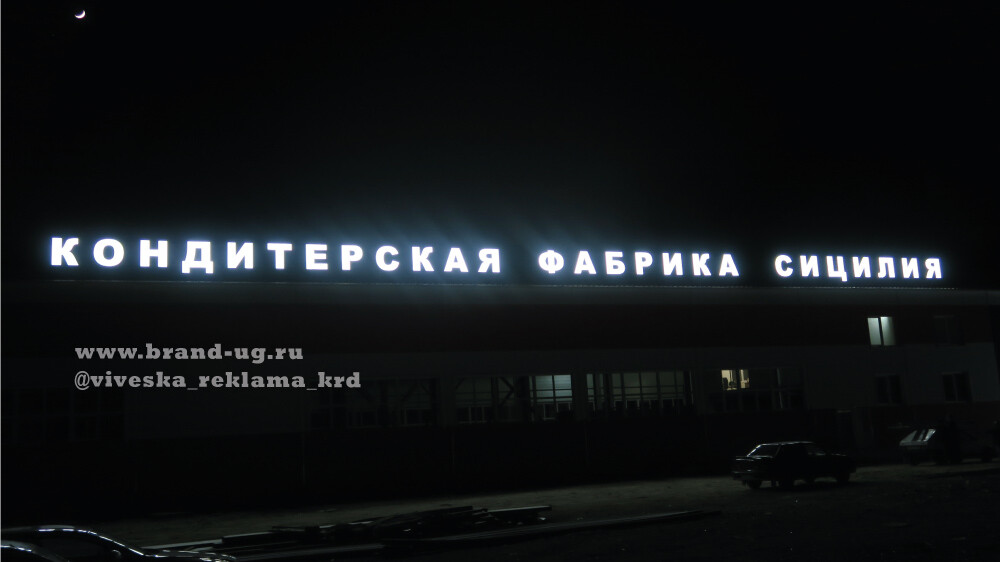 КОНДИТЕРСКАЯ ФАБРИКА СИЦИЛИЯ
www.brand-ug.ru
@viveska_reklama_krd